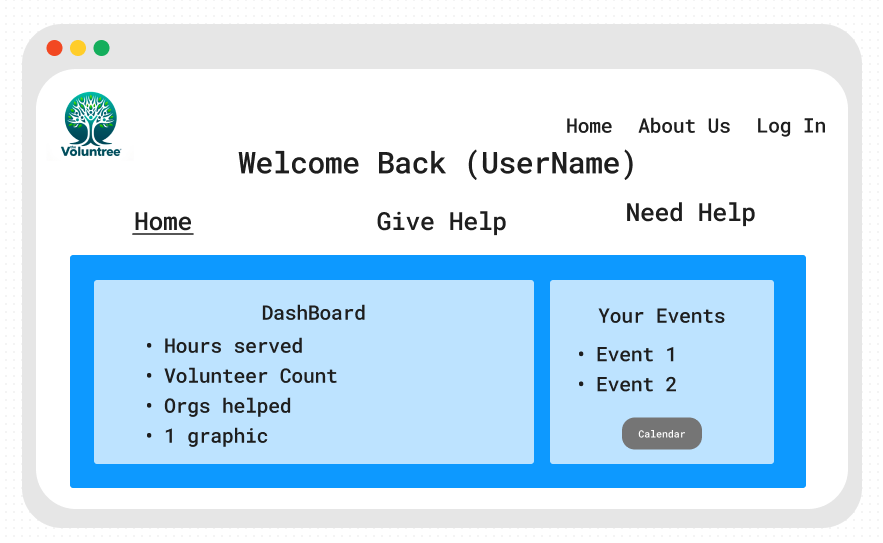 Voluntree
Home About Us Log In
Welcome Back (UserName)
Home Give Help Need Help
DashBoard
• Hours served
• Volunteer Count
• Orgs helped
• 1 graphic
Your Events
• Event 1
• Event 2
Calendar